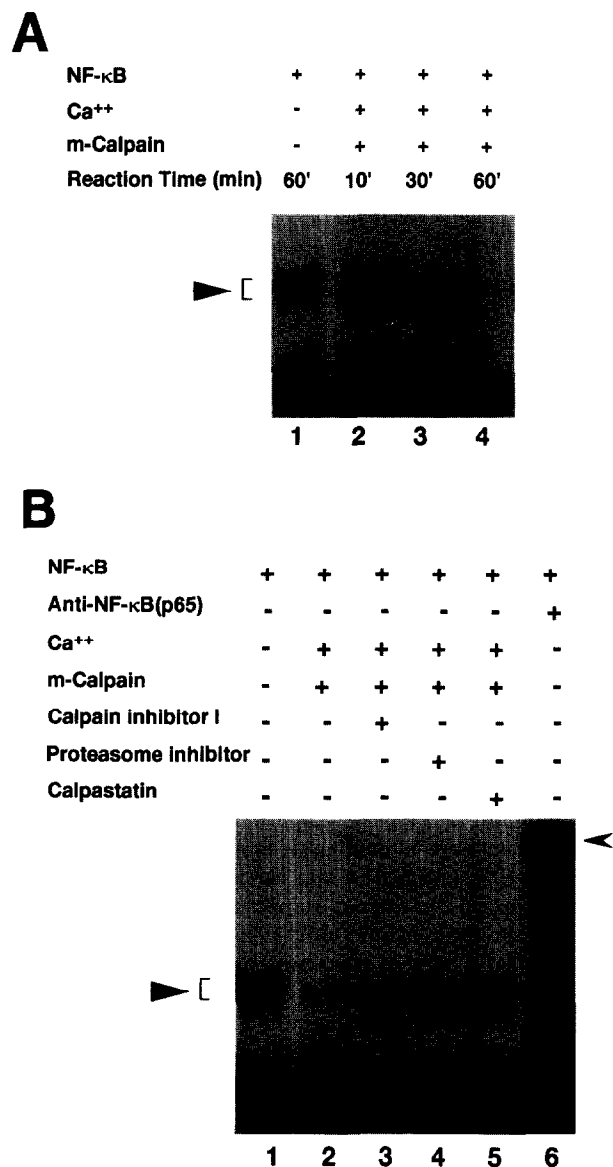 A
NF-κB + + + +
Ca++ - + + +
m-Calpain - + + +
Reaction Time (min) 60' 10' 30' 60'
1 2 3 4
B
NF-κB + + + + + +
Anti-NF-κB(p65) - - - - - +
Ca++ - + + + + -
m-Calpain - + + + + -
Calpain inhibitor I - - + - - -
Proteasome inhibitor - - - + - -
Calpastatin - - - - + -
1 2 3 4 5 6